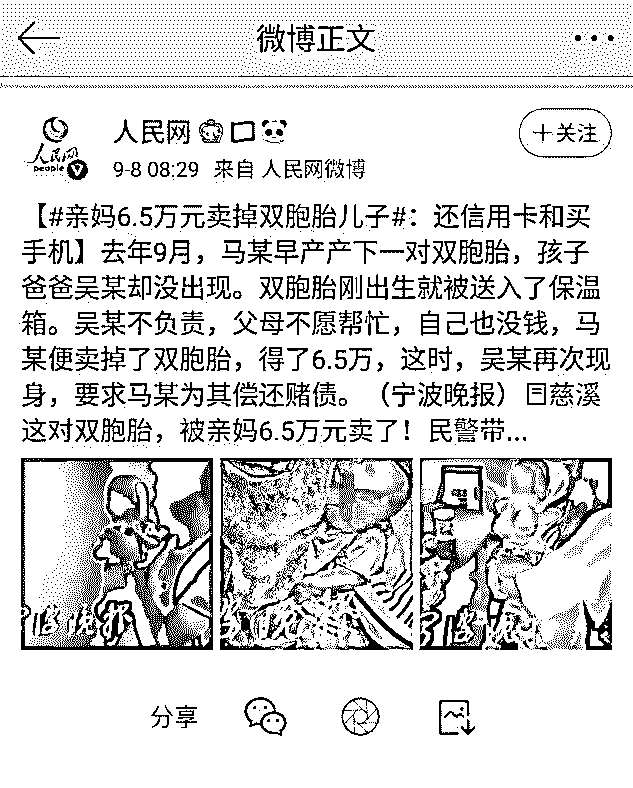 微博正文
人民网
+关注
人民网
people
9-8 08:29 来自 人民网微博
【#亲妈6.5万元卖掉双胞胎儿子#：还信用卡和买
手机】去年9月，马某早产产下一对双胞胎，孩子
爸爸吴某却没出现。双胞胎刚出生就被送入了保温
箱。吴某不负责，父母不愿帮忙，自己也没钱，马
某便卖掉了双胞胎，得了6.5万，这时，吴某再次现
身，要求马某为其偿还赌债。（宁波晚报）慈溪
这对双胞胎，被亲妈6.5万元卖了！民警带...
宁波晚报
分享